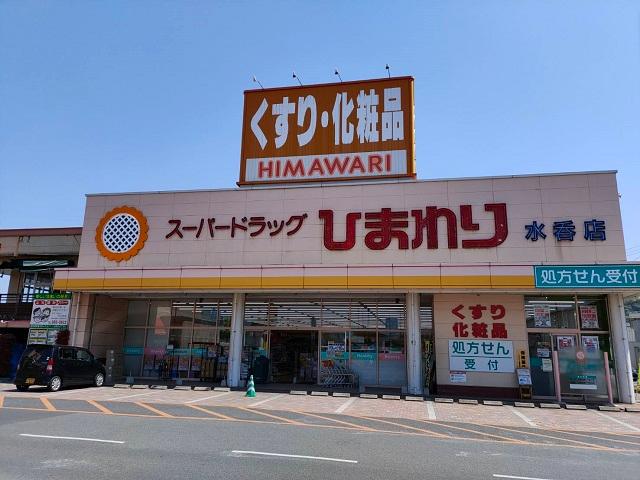 くすり・化粧品
HIMAWARI
スーパードラッグ ひまわり 水呑店
処方せん受付
くすり
化粧品
処方せん
受付